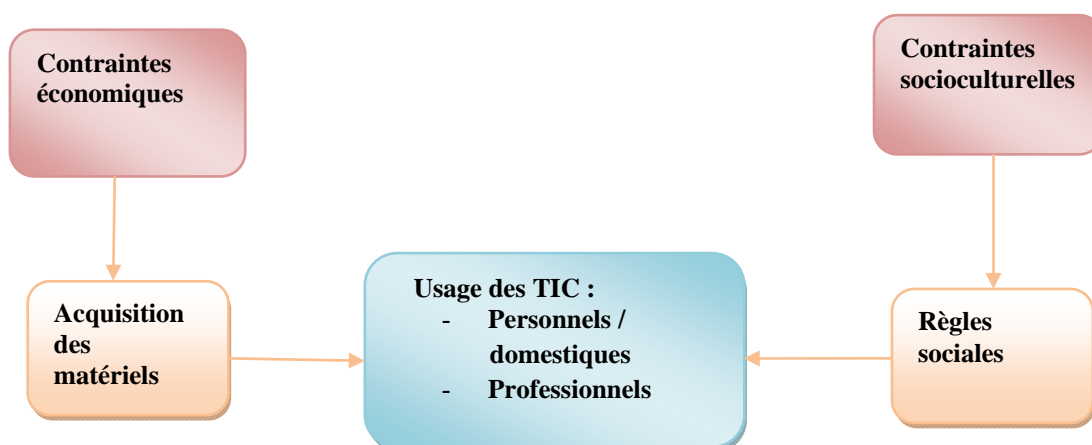 Contraintes
économiques
Contraintes
socioculturelles
Acquisition
des
matériels
Usage des TIC :
- Personnels /
domestiques
- Professionnels
Règles
sociales